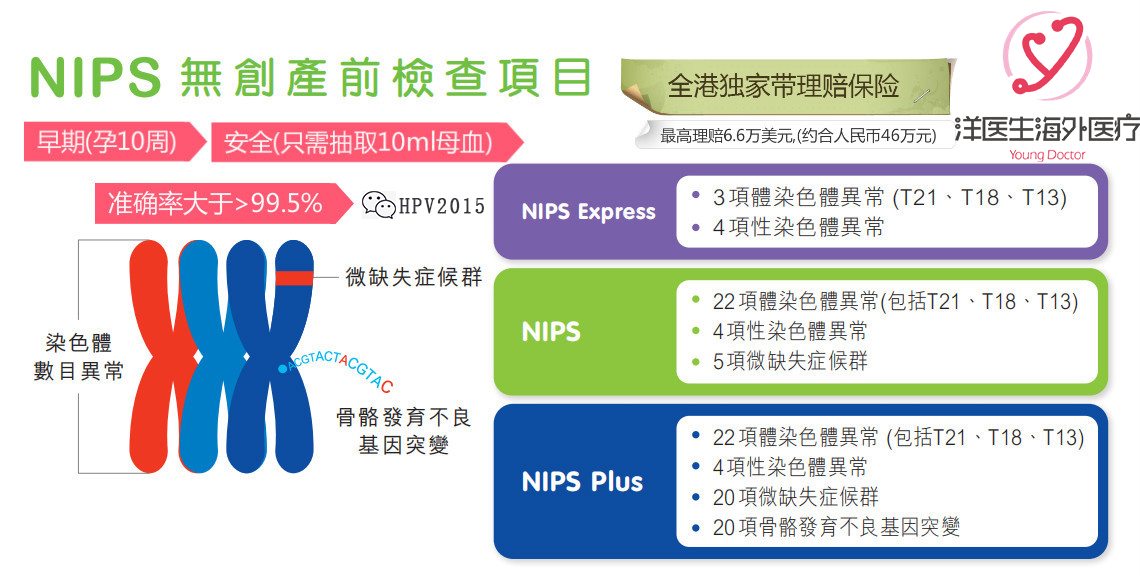 NIPS 無創產前檢查項目
全港独家带理赔保险
最高理赔6.6万美元,(约合人民币46万元)
洋医生海外医疗
Young Doctor
早期(孕10周)
安全(只需抽取10ml母血)
准确率大于>99.5%
HPV2015
微缺失症候群
染色體
數目異常
ACGTACTACGTAC
骨骼發育不良
基因突變
NIPS Express
3項體染色體異常 (T21、T18、T13)
4項性染色體異常
NIPS
22項體染色體異常(包括T21、T18、T13)
4項性染色體異常
5項微缺失症候群
NIPS Plus
22項體染色體異常 (包括T21、T18、T13)
4項性染色體異常
20項微缺失症候群
20項骨骼發育不良基因突變